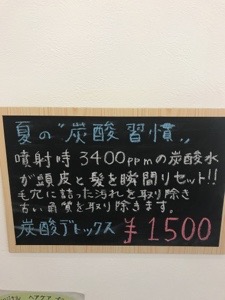 夏の"炭酸習慣〟
噴射時3400ppmの炭酸水
が頭皮と髪を瞬間リセット!!
毛穴に詰った汚れを取り除き
古い角質を取り除きます。
炭酸デトックス ¥1500